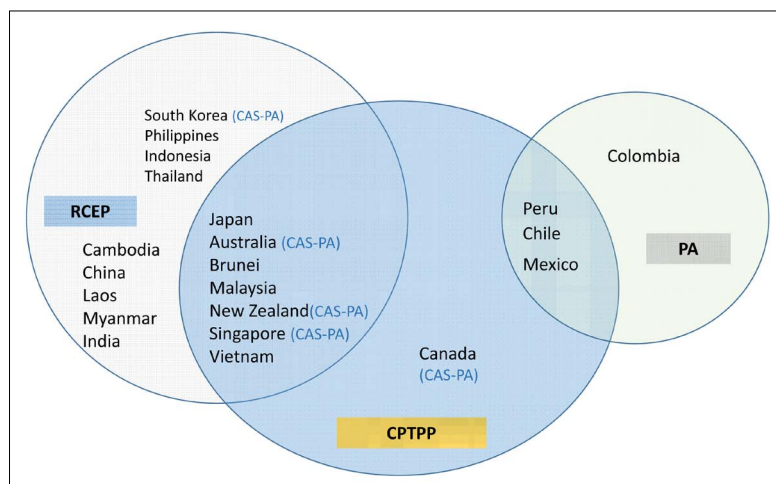 South Korea (CAS-PA)
Philippines
Indonesia
Thailand
RCEP
Cambodia
China
Laos
Myanmar
India
Japan
Australia (CAS-PA)
Brunei
Malaysia
New Zealand(CAS-PA)
Singapore (CAS-PA)
Vietnam
Canada
(CAS-PA)
CPTPP
Peru
Chile
Mexico
Colombia
PA